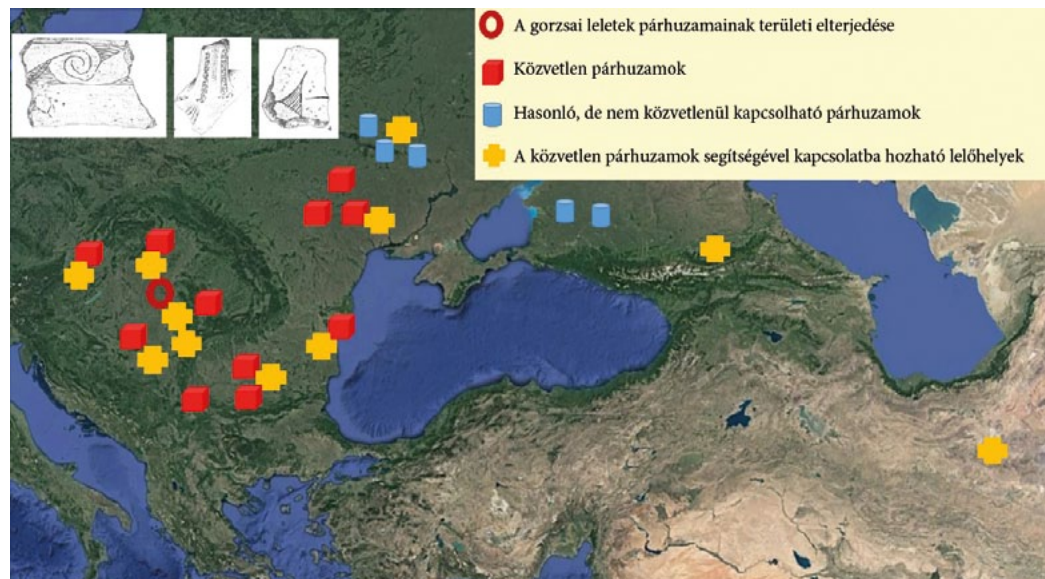 A gorzsai leletek párhuzamainak területi elterjedése
Közvetlen párhuzamok
Hasonló, de nem közvetlenül kapcsolható párhuzamok
A közvetlen párhuzamok segítségével kapcsolatba hozható lelőhelyek